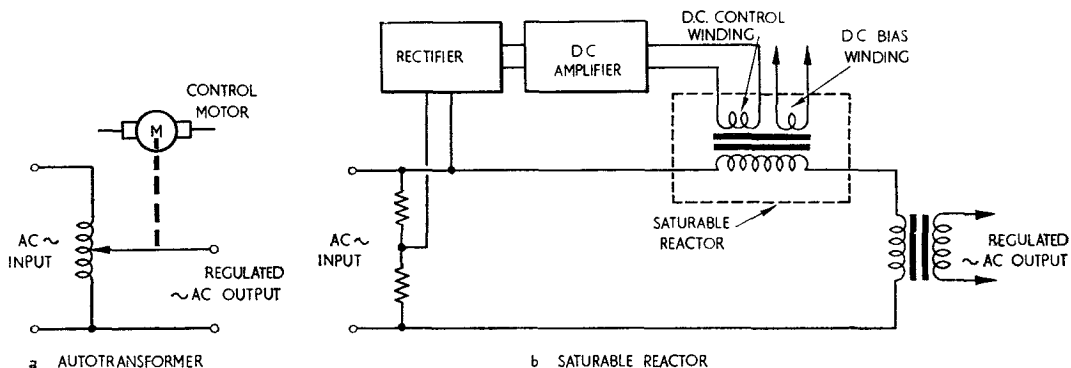 D.C. CONTROL
WINDING
DC BIAS
WINDING
RECTIFIER
DC
AMPLIFIER
CONTROL
MOTOR
M
AC ~
INPUT
REGULATED
~ AC OUTPUT
SATURABLE
REACTOR
AC ~
INPUT
REGULATED
~ AC OUTPUT
a AUTOTRANSFORMER
b SATURABLE REACTOR